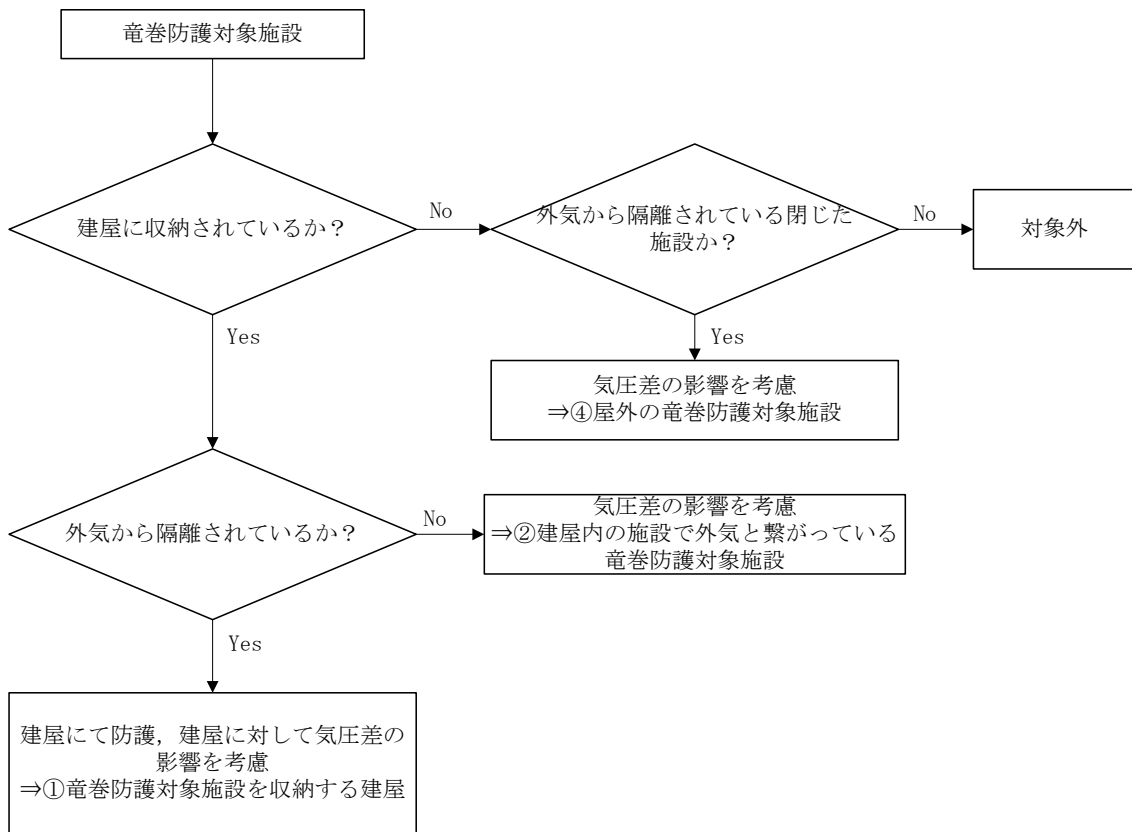 竜巻防護対象施設
建屋に収納されているか？
No
外気から隔離されている閉じた
施設か？
No
対象外
Yes
Yes
気圧差の影響を考慮
⇒④屋外の竜巻防護対象施設
外気から隔離されているか？
No
気圧差の影響を考慮
⇒②建屋内の施設で外気と繋がっている
竜巻防護対象施設
Yes
建屋にて防護，建屋に対して気圧差の
影響を考慮
⇒①竜巻防護対象施設を収納する建屋